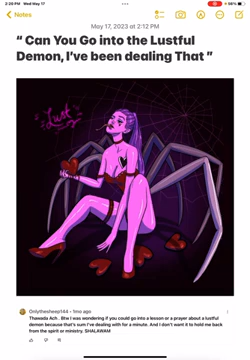 2:20 PM Wed May 17
58%
Notes
May 17, 2023 at 2:12 PM
“ Can You Go into the Lustful
Demon, I’ve been dealing That ”
Lust
Onlythesheep144 • 1mo ago
Thawada Ach . Btw I was wondering if you could go into a lesson or a prayer about a lustful
demon because that's sum I've dealing with for a minute. And I don't want it to hold me back
from the spirit or ministry. SHALAWAM